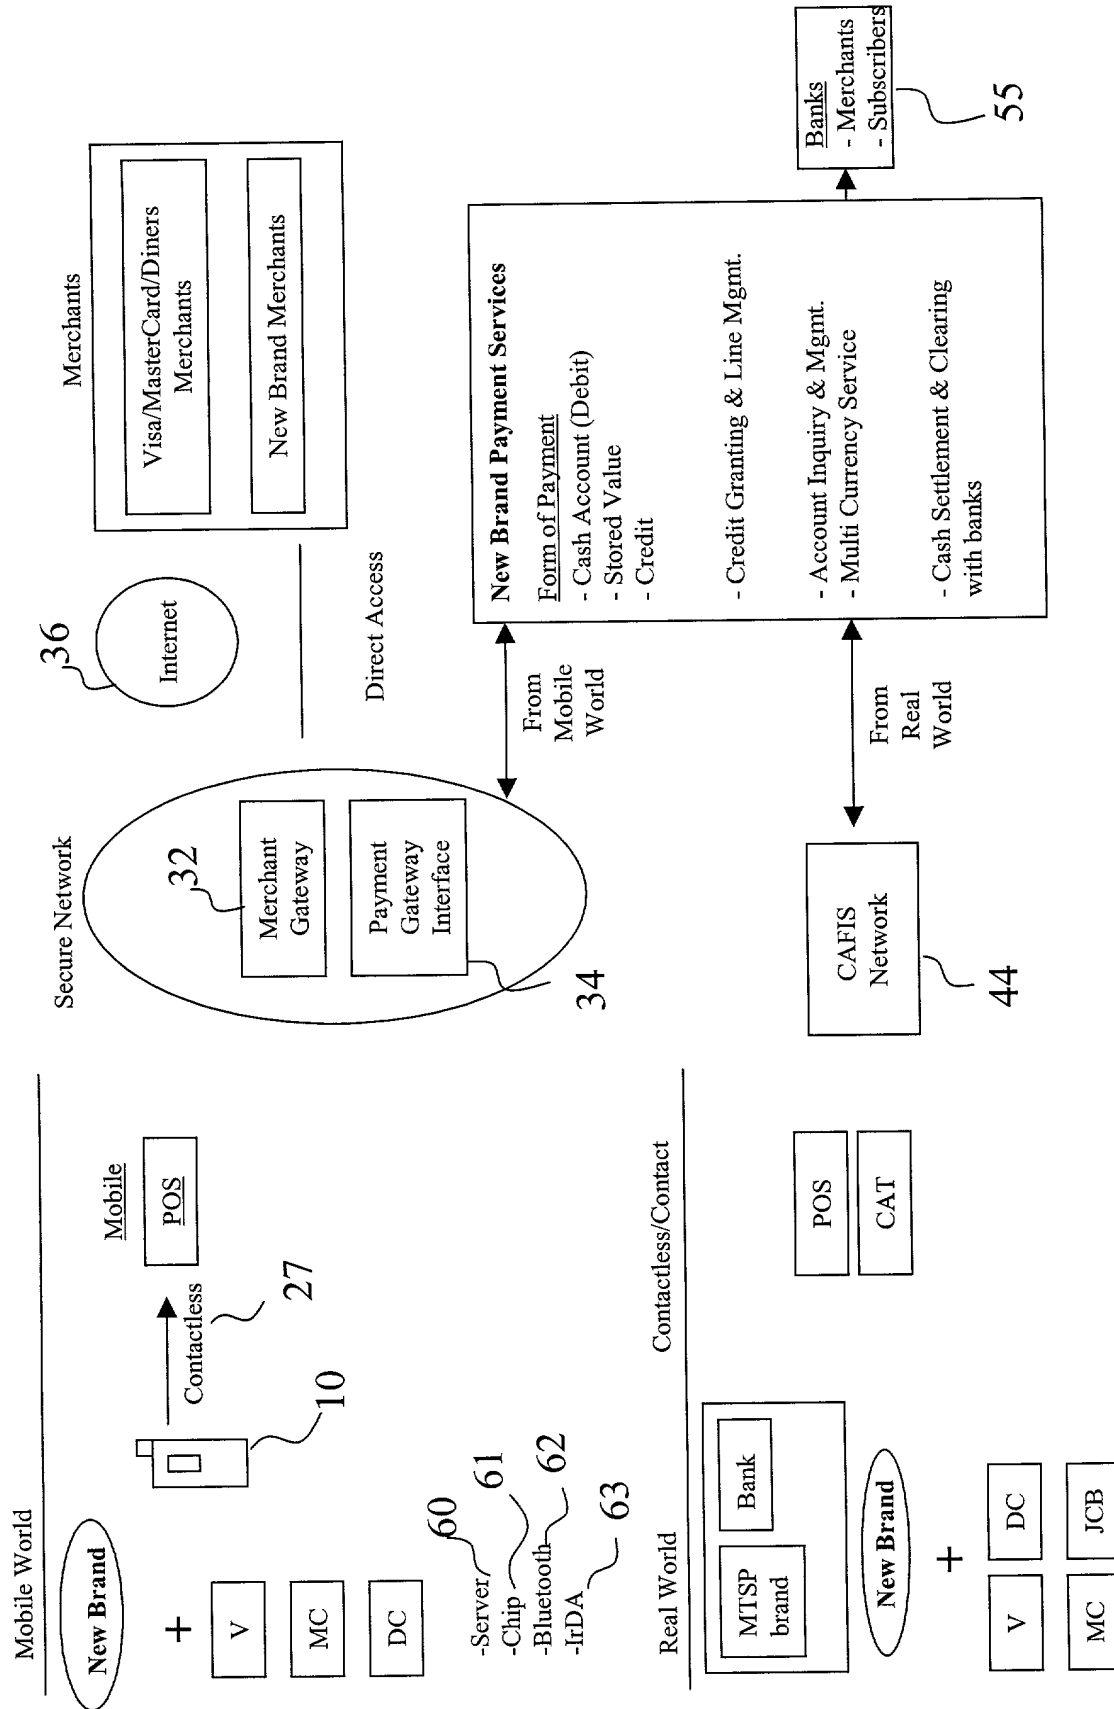 Mobile World
New Brand
+
V
MC
DC
-Server
60
-Chip
61
-Bluetooth
62
-IrDA
63
10
Contactless
27
Mobile
POS
Secure Network
Merchant
Gateway
32
Payment
Gateway
Interface
34
36
Internet
Direct Access
Merchants
Visa/MasterCard/Diners
Merchants
New Brand Merchants
From
Mobile
World
New Brand Payment Services
Form of Payment
- Cash Account (Debit)
- Stored Value
- Credit
- Credit Granting & Line Mgmt.
- Account Inquiry & Mgmt.
- Multi Currency Service
- Cash Settlement & Clearing
with banks
Banks
- Merchants
- Subscribers
55
Real World
Contactless/Contact
MTSP
brand
Bank
New Brand
+
V
DC
MC
JCB
POS
CAT
CAFIS
Network
44
From
Real
World